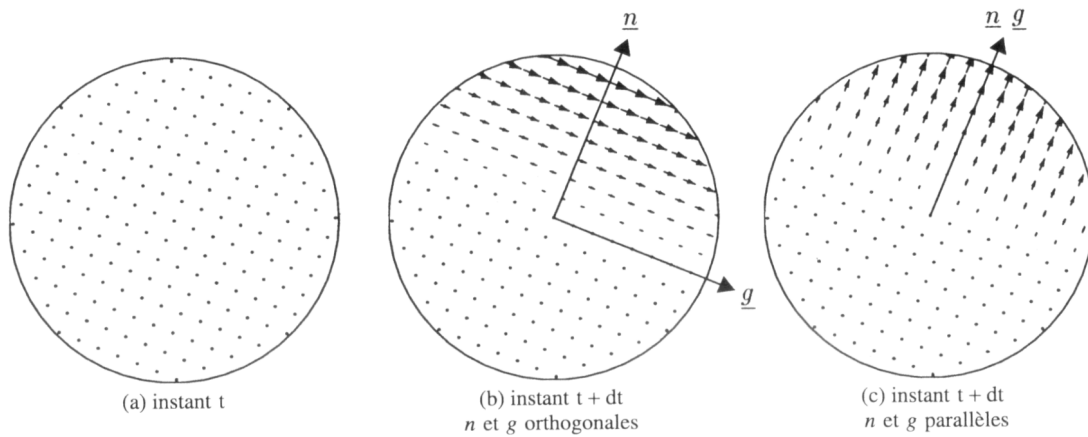 n
n g
g
(a) instant t
(b) instant t + dt
n et g orthogonales
(c) instant t + dt
n et g parallèles